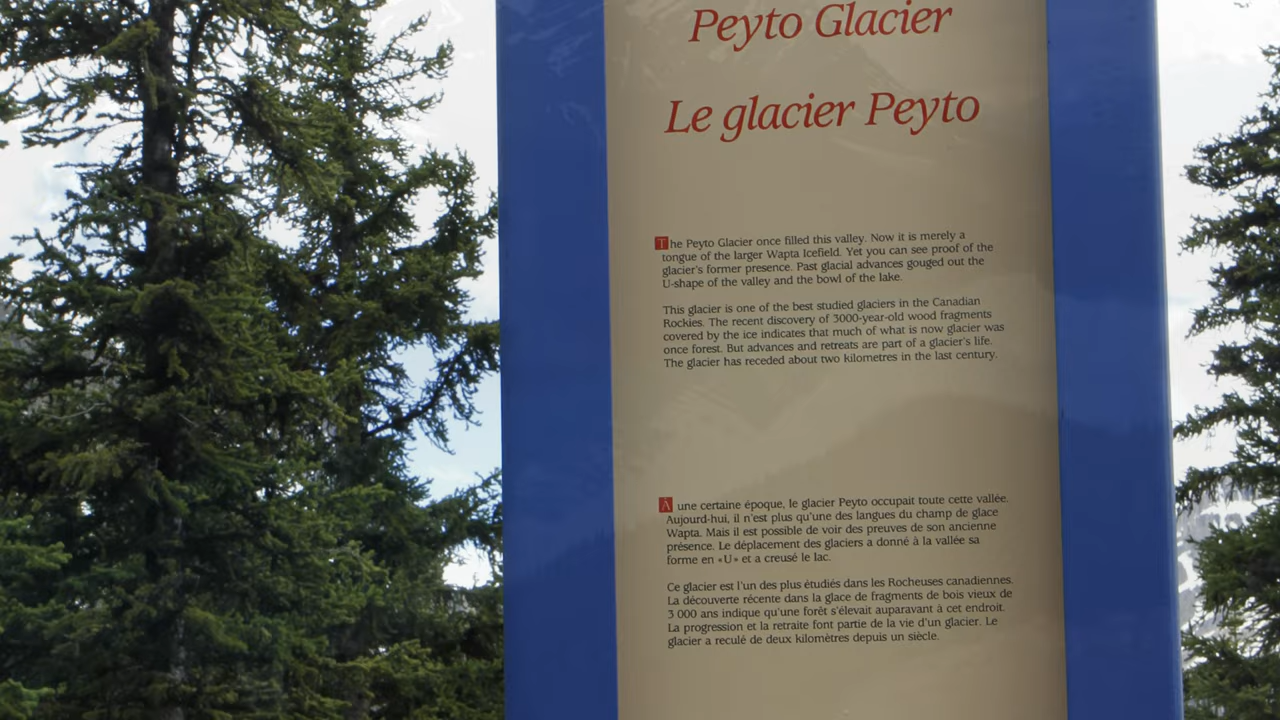 Peyto Glacier
Le glacier Peyto
The Peyto Glacier once filled this valley. Now it is merely a
tongue of the larger Wapta Icefield. Yet you can see proof of the
glacier's former presence. Past glacial advances gouged out the
U-shape of the valley and the bowl of the lake.
This glacier is one of the best studied glaciers in the Canadian
Rockies. The recent discovery of 3000-year-old wood fragments
covered by the ice indicates that much of what is now glacier was
once forest. But advances and retreats are part of a glacier's life.
The glacier has receded about two kilometres in the last century.
À une certaine époque, le glacier Peyto occupait toute cette vallée.
Aujourd-hui, il n'est plus qu'une des langues du champ de glace
Wapta. Mais il est possible de voir des preuves de son ancienne
présence. Le déplacement des glaciers a donné à la vallée sa
forme en «U» et a creusé le lac.
Ce glacier est l'un des plus étudiés dans les Rocheuses canadiennes.
La découverte récente dans la glace de fragments de bois vieux de
3 000 ans indique qu'une forêt s'élevait auparavant à cet endroit.
La progression et la retraite font partie de la vie d'un glacier. Le
glacier a reculé de deux kilomètres depuis un siècle.